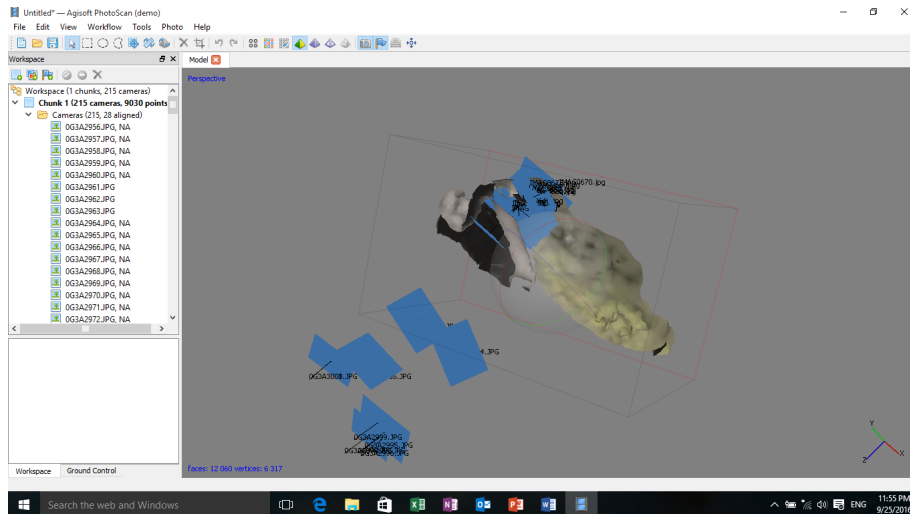 Untitled* — Agisoft PhotoScan (demo)
File Edit View Workflow Tools Photo Help
Workspace
Model
Perspective
Workspace (1 chunks, 215 cameras)
Chunk 1 (215 cameras, 9030 points
Cameras (215, 28 aligned)
0G3A2956.JPG, NA
0G3A2957.JPG, NA
0G3A2958.JPG, NA
0G3A2959.JPG, NA
0G3A2960.JPG, NA
0G3A2961.JPG
0G3A2962.JPG
0G3A2963.JPG
0G3A2964.JPG, NA
0G3A2965.JPG, NA
0G3A2966.JPG, NA
0G3A2967.JPG, NA
0G3A2968.JPG, NA
0G3A2969.JPG, NA
0G3A2970.JPG, NA
0G3A2971.JPG, NA
0G3A2972.JPG, NA
4.JPG
0G3A2999.JPG
Y
X
Z
faces: 12 060 vertices: 6 317
Workspace Ground Control
Search the web and Windows
ENG
11:55 PM
9/25/2016